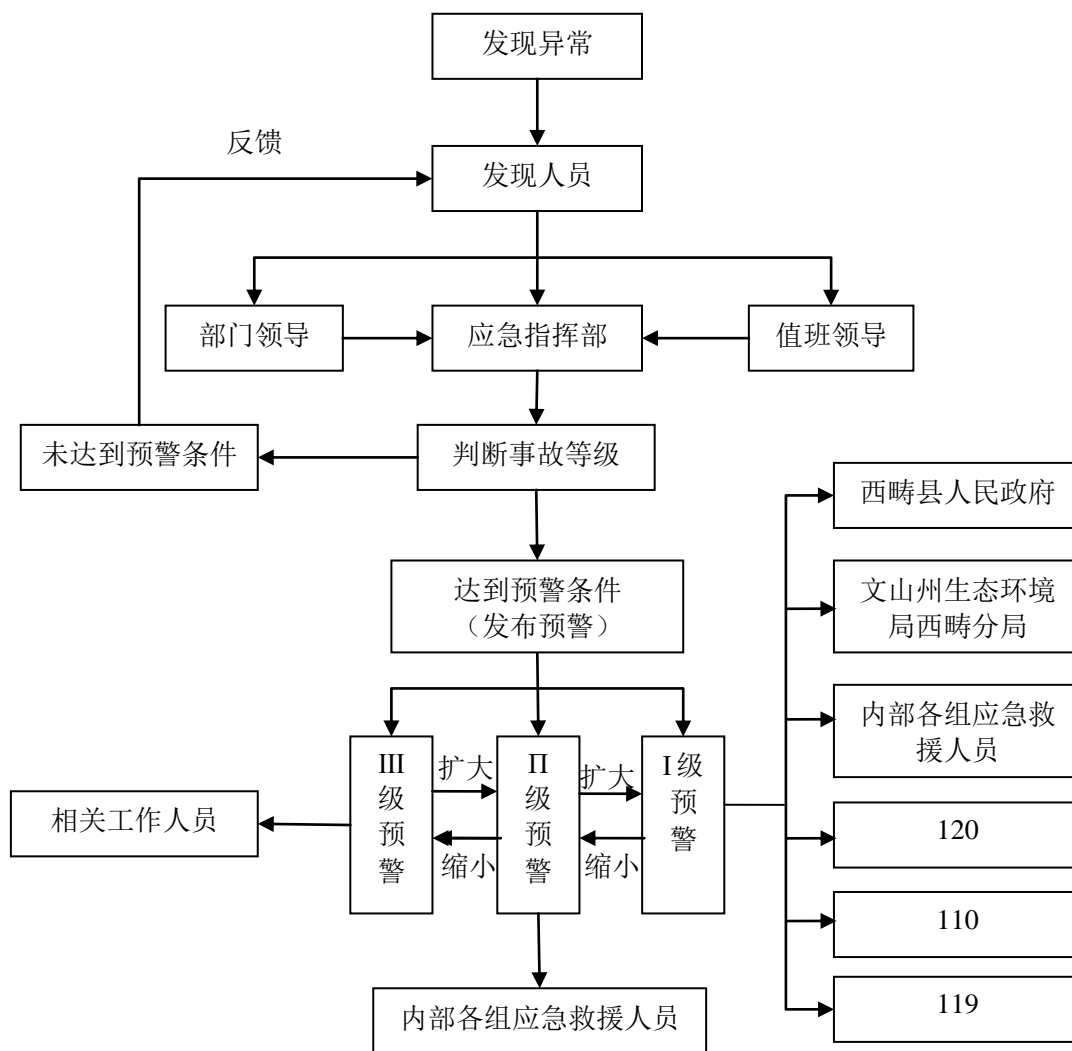 发现异常
反馈
发现人员
部门领导
应急指挥部
值班领导
未达到预警条件
判断事故等级
西畴县人民政府
达到预警条件
（发布预警）
文山州生态环境
局西畴分局
内部各组应急救
援人员
III
级
预
警
扩大
缩小
Π
级
预
警
扩大
缩小
I级
预
警
相关工作人员
120
110
119
内部各组应急救援人员